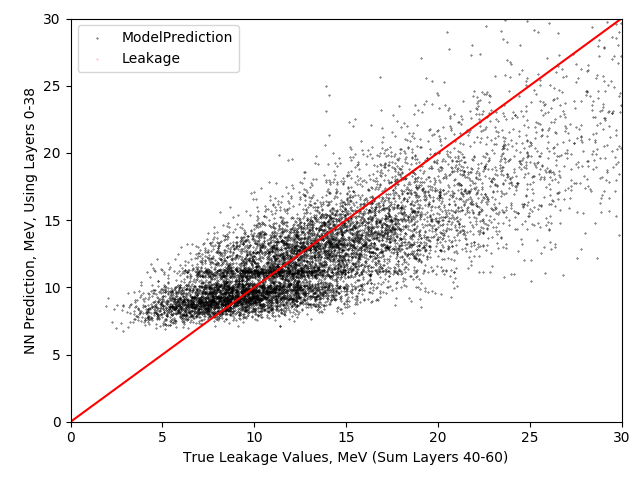 ModelPrediction
Leakage
NN Prediction, MeV, Using Layers 0-38
30
25
20
15
10
5
0
0 5 10 15 20 25 30
True Leakage Values, MeV (Sum Layers 40-60)